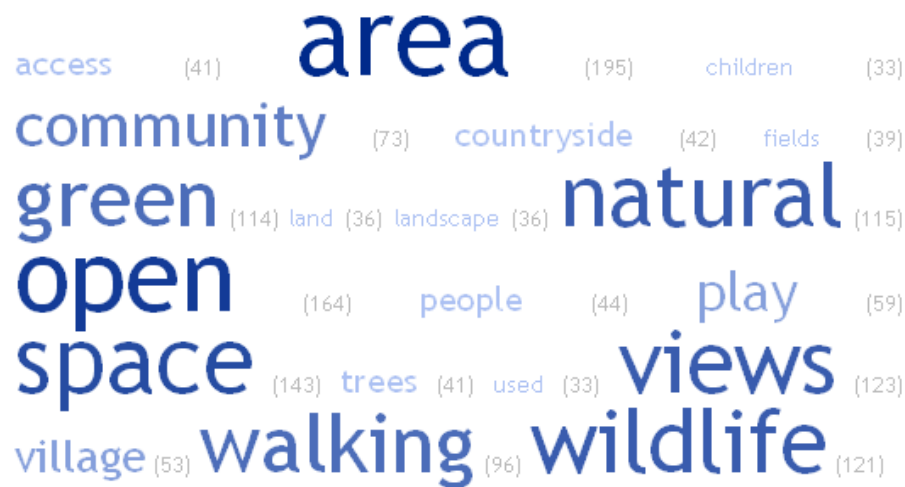 access (41) area (195) children (33)
community (73) countryside (42) fields (39)
green (114) land (36) landscape (36) natural (115)
open (164) people (44) play (59)
space (143) trees (41) used (33) views (123)
village (53) walking (96) wildlife (121)